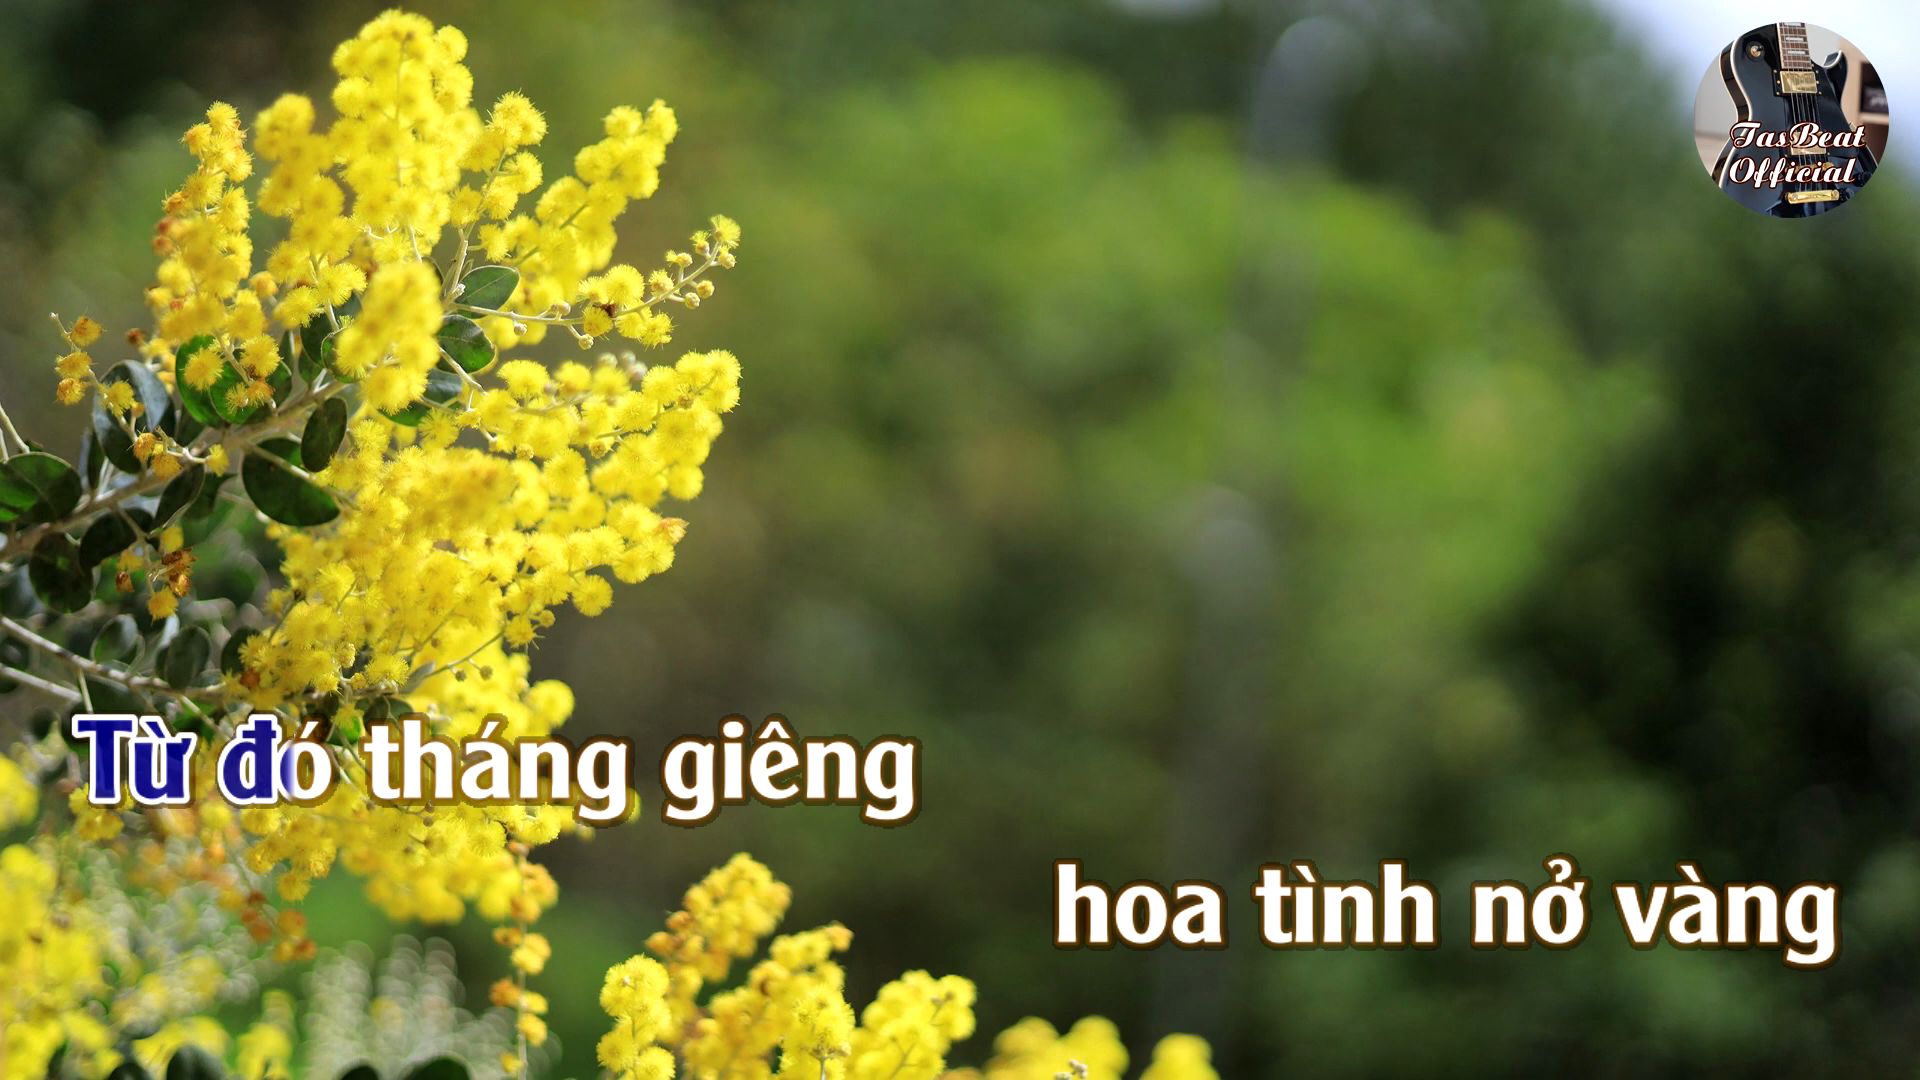 TasBeat
Official
Từ đó tháng giêng
hoa tình nở vàng